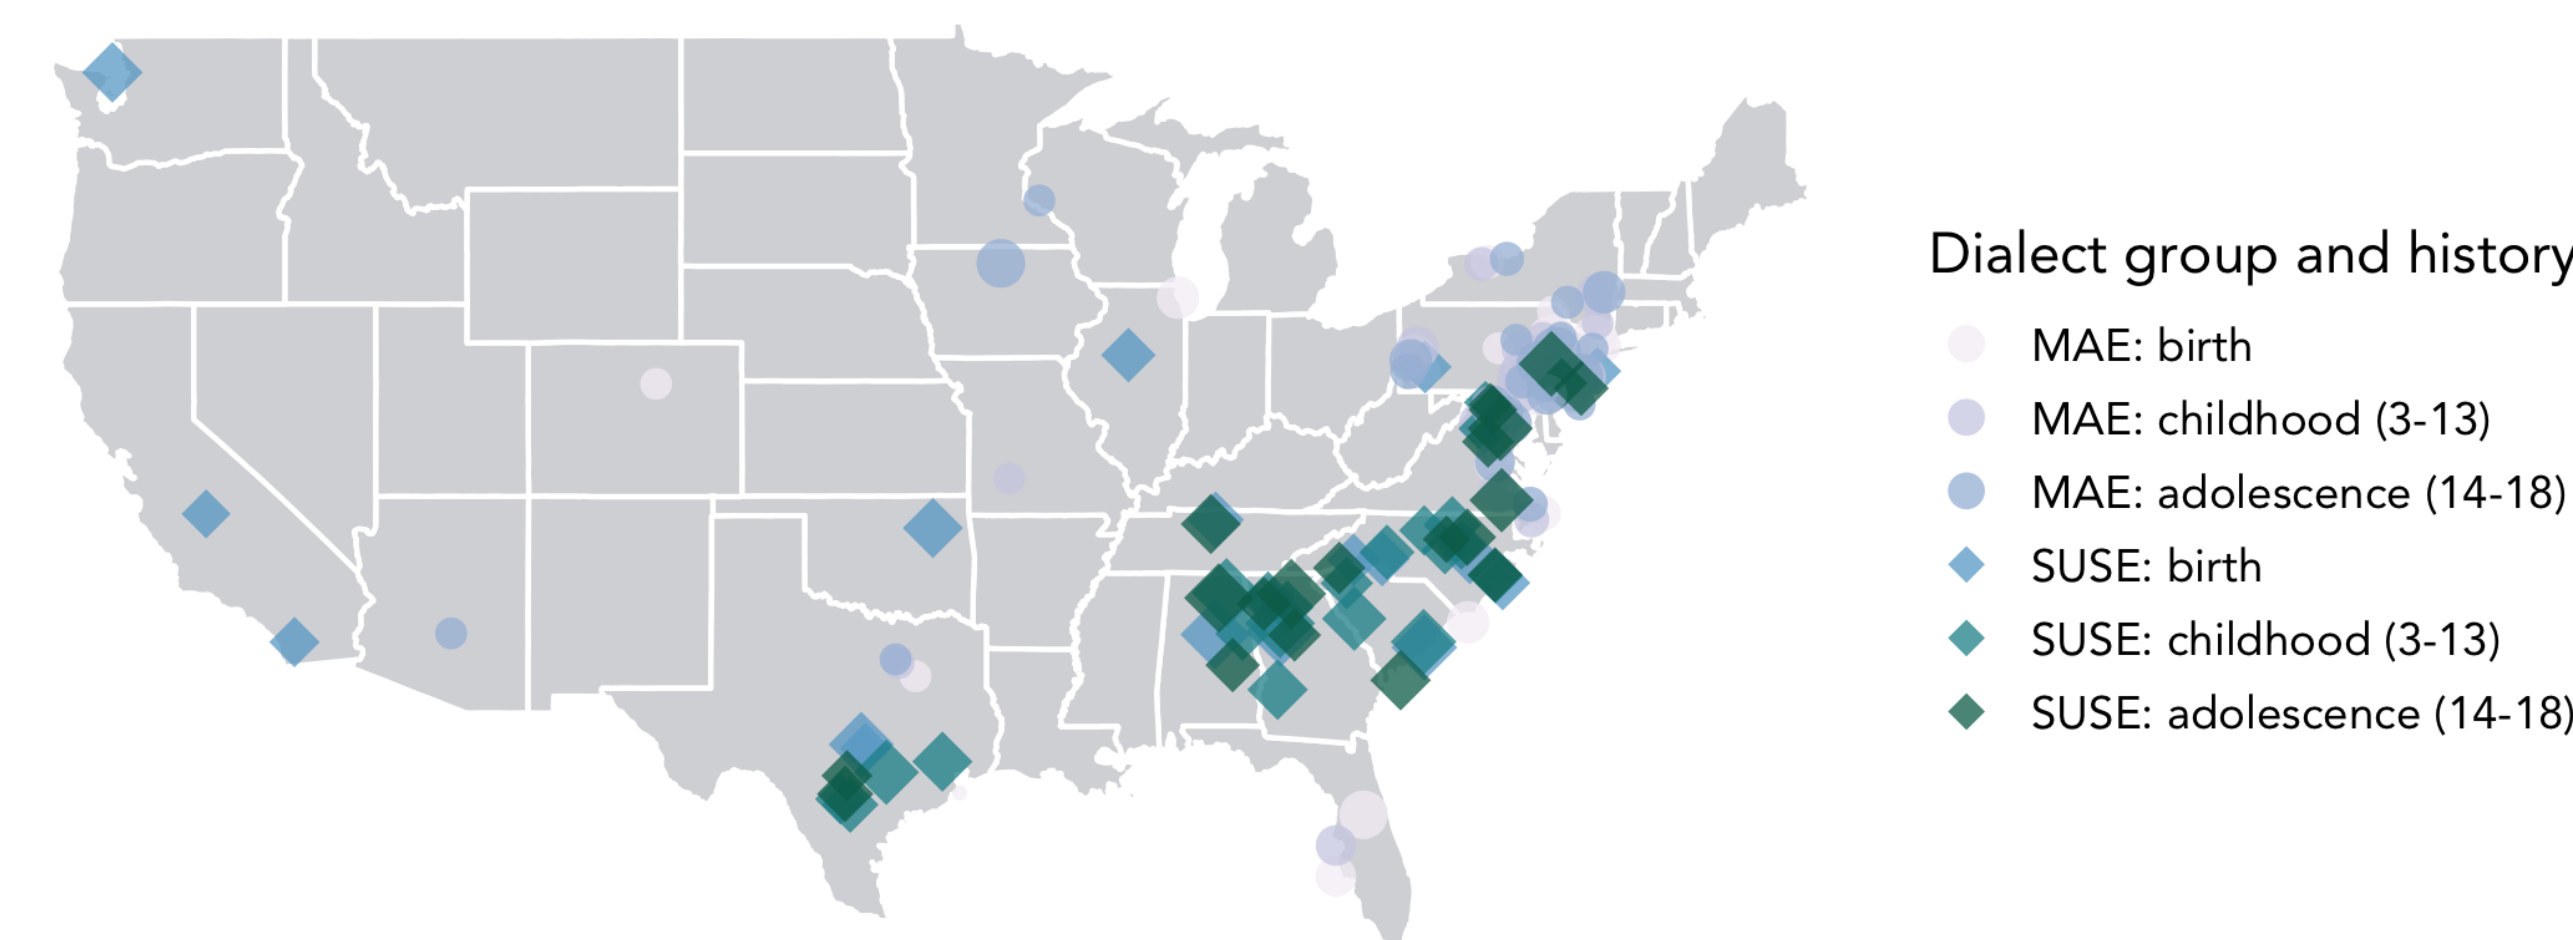 Dialect group and history
MAE: birth
MAE: childhood (3-13)
MAE: adolescence (14-18)
SUSE: birth
SUSE: childhood (3-13)
SUSE: adolescence (14-18)